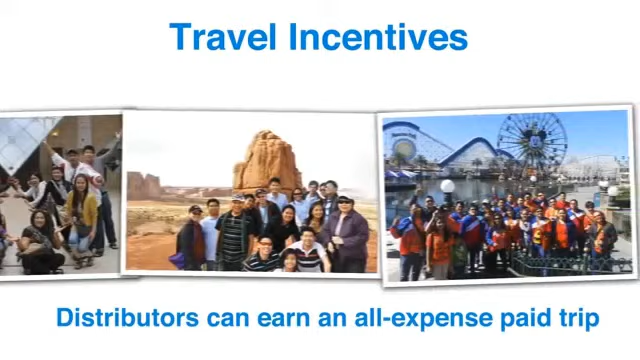 Travel Incentives
Distributors can earn an all-expense paid trip